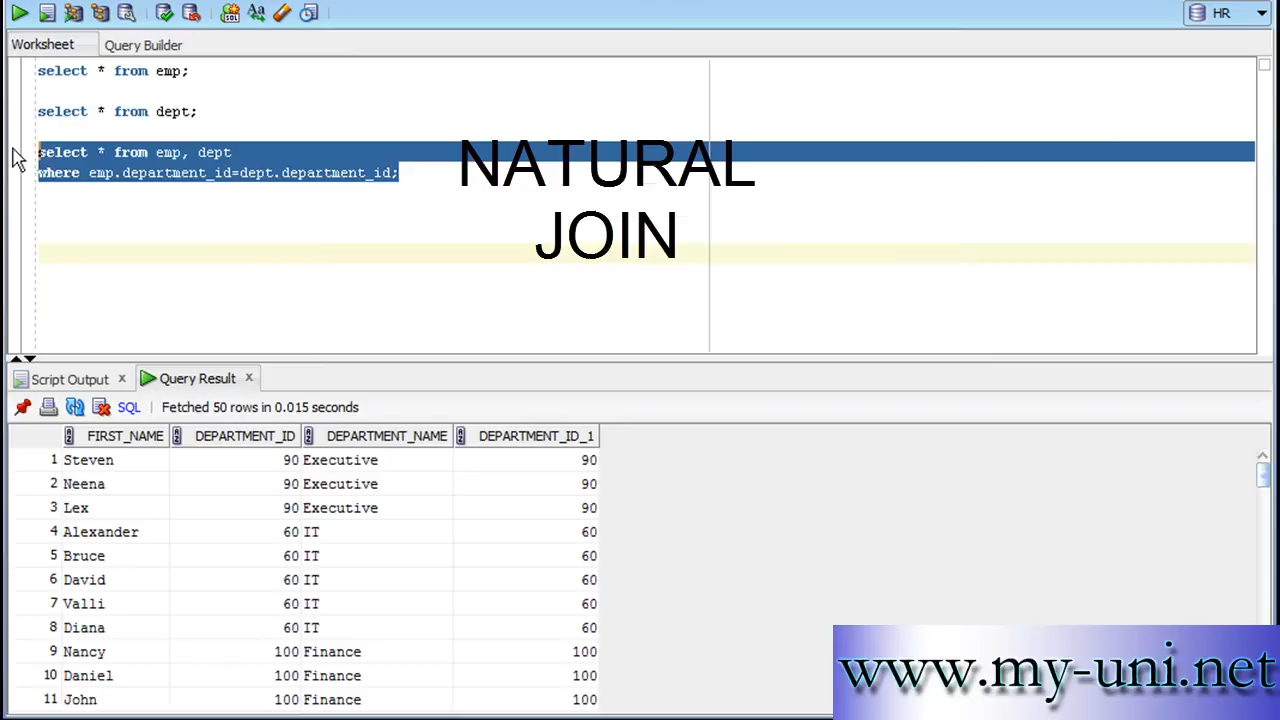 HR
Worksheet Query Builder
select * from emp;
select * from dept;
select * from emp, dept
where emp.department_id=dept.department_id;
NATURAL
JOIN
Script Output x Query Result x
SQL | Fetched 50 rows in 0.015 seconds
FIRST_NAME DEPARTMENT_ID DEPARTMENT_NAME DEPARTMENT_ID_1
1 Steven 90 Executive 90
2 Neena 90 Executive 90
3 Lex 90 Executive 90
4 Alexander 60 IT 60
5 Bruce 60 IT 60
6 David 60 IT 60
7 Valli 60 IT 60
8 Diana 60 IT 60
9 Nancy 100 Finance 100
10 Daniel 100 Finance 100
11 John 100 Finance 100
www.my-uni.net